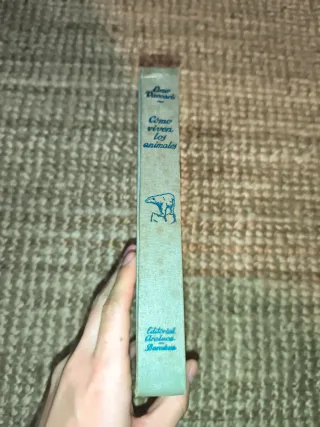 Cómo
viven
los
animales
Editorial
Araluce
Barcelona